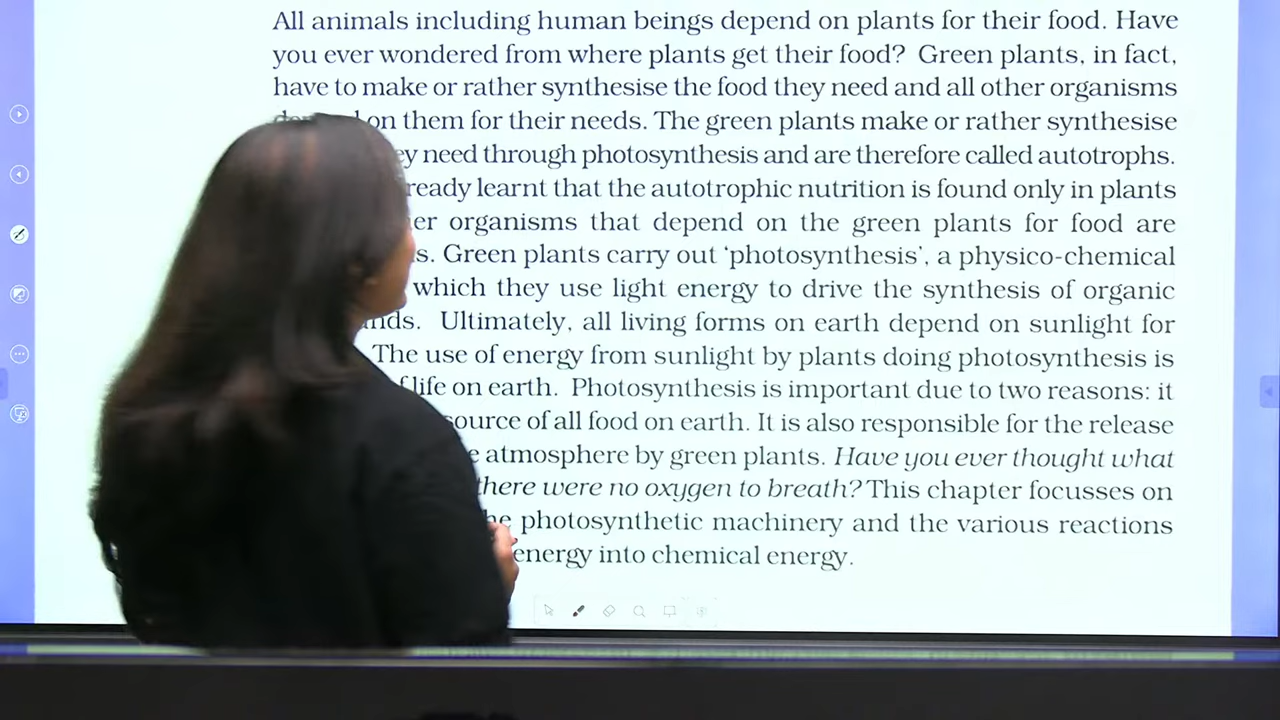 All animals including human beings depend on plants for their food. Have
you ever wondered from where plants get their food? Green plants, in fact,
have to make or rather synthesise the food they need and all other organisms
on them for their needs. The green plants make or rather synthesise
need through photosynthesis and are therefore called autotrophs.
learnt that the autotrophic nutrition is found only in plants
organisms that depend on the green plants for food are
Green plants carry out ‘photosynthesis’, a physico-chemical
which they use light energy to drive the synthesis of organic
Ultimately, all living forms on earth depend on sunlight for
The use of energy from sunlight by plants doing photosynthesis is
life on earth. Photosynthesis is important due to two reasons: it
source of all food on earth. It is also responsible for the release
atmosphere by green plants. Have you ever thought what
there were no oxygen to breath? This chapter focusses on
photosynthetic machinery and the various reactions
energy into chemical energy.